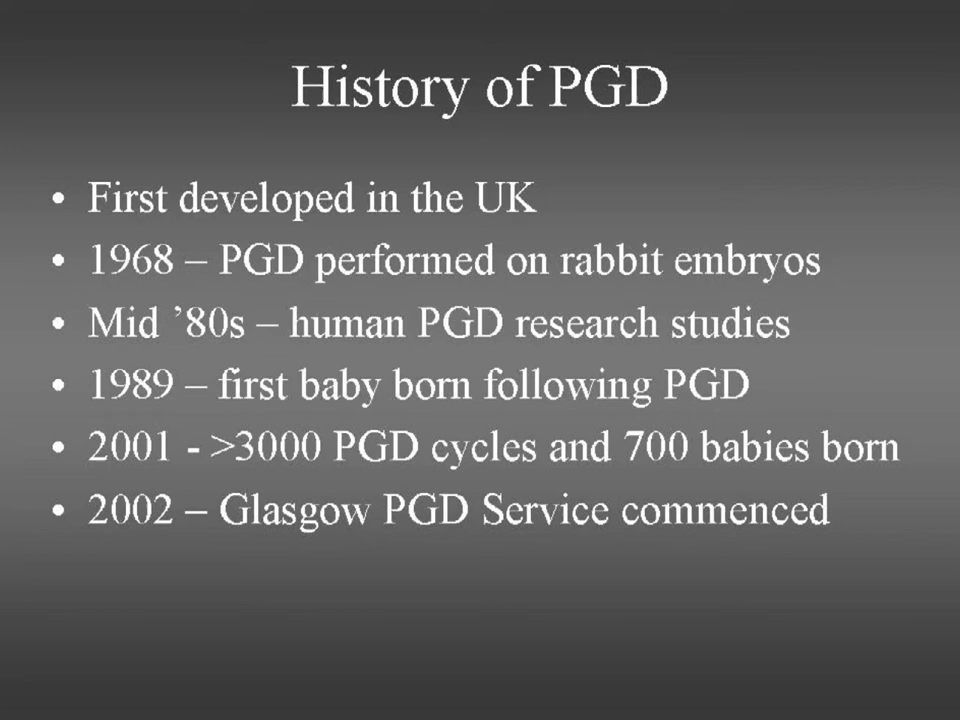 History of PGD
• First developed in the UK
• 1968 – PGD performed on rabbit embryos
• Mid ’80s – human PGD research studies
• 1989 – first baby born following PGD
• 2001 - >3000 PGD cycles and 700 babies born
• 2002 – Glasgow PGD Service commenced